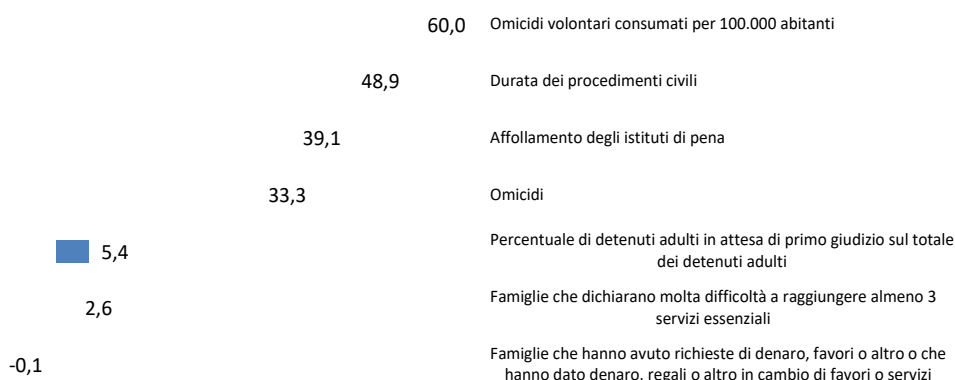 60,0 Omicidi volontari consumati per 100.000 abitanti
48,9 Durata dei procedimenti civili
39,1 Affollamento degli istituti di pena
33,3 Omicidi
5,4 Percentuale di detenuti adulti in attesa di primo giudizio sul totale
dei detenuti adulti
2,6 Famiglie che dichiarano molta difficoltà a raggiungere almeno 3
servizi essenziali
-0,1 Famiglie che hanno avuto richieste di denaro, favori o altro o che
hanno dato denaro, regali o altro in cambio di favori o servizi